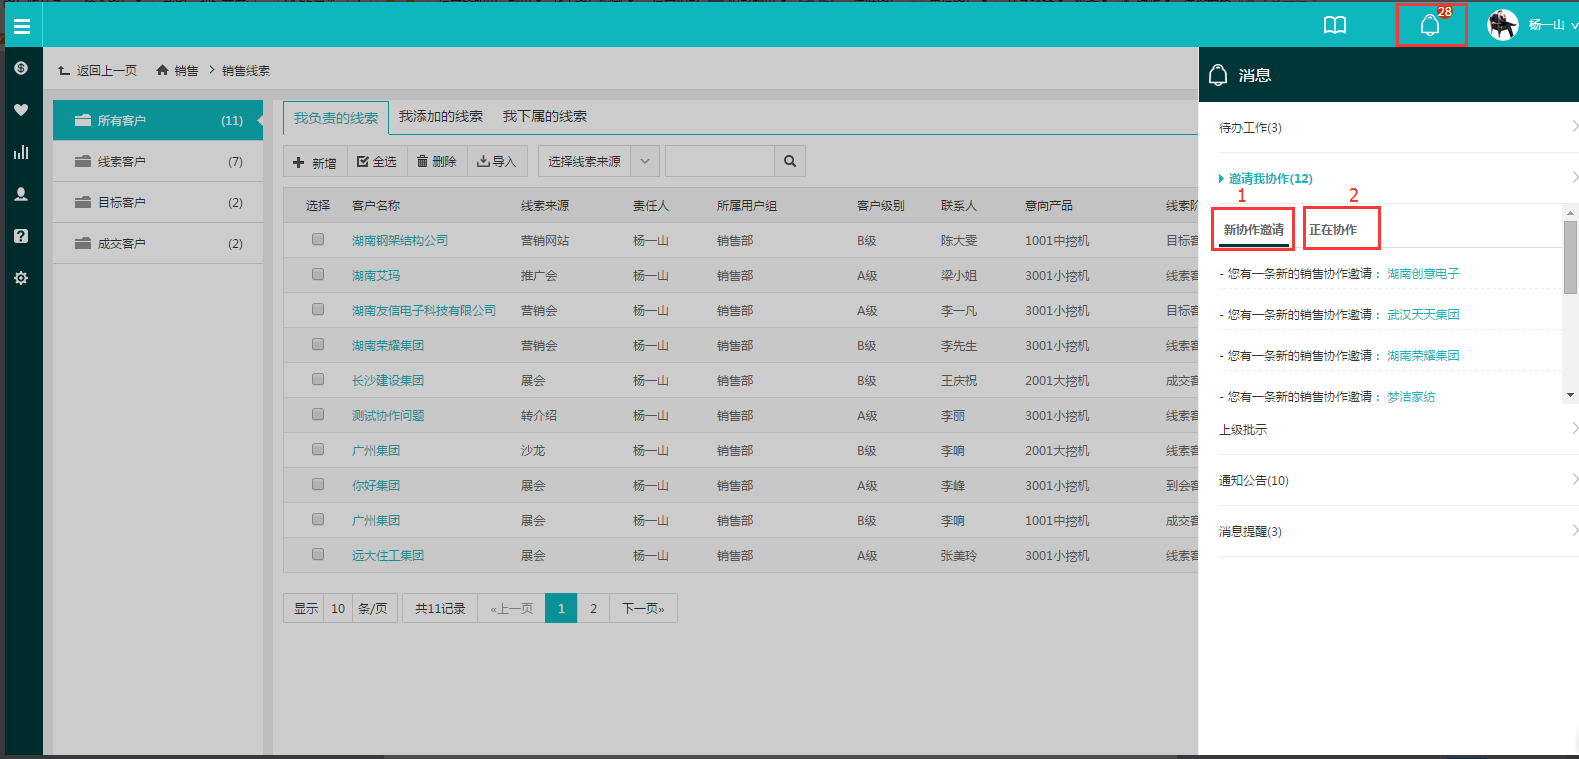 28
杨一山
返回上一页 销售 > 销售线索
消息
所有客户 (11)
线索客户 (7)
目标客户 (2)
成交客户 (2)
我负责的线索 我添加的线索 我下属的线索
新增 全选 删除 导入 选择线索来源
选择 客户名称 线索来源 责任人 所属用户组 客户级别 联系人 意向产品 线索阶
湖南钢架结构公司 营销网站 杨一山 销售部 B级 陈大雯 1001中挖机 目标客
湖南艾玛 推广会 杨一山 销售部 A级 梁小姐 3001小挖机 线索客
湖南友信电子科技有限公司 营销会 杨一山 销售部 A级 李一凡 3001小挖机 目标客
湖南荣耀集团 营销会 杨一山 销售部 B级 李先生 3001小挖机 线索客
长沙建设集团 展会 杨一山 销售部 B级 王庆祝 2001大挖机 成交客
测试协作问题 转介绍 杨一山 销售部 A级 李丽 3001小挖机 线索客
广州集团 沙龙 杨一山 销售部 B级 李响 2001大挖机 线索客
你好集团 展会 杨一山 销售部 A级 李峰 3001小挖机 到会客
广州集团 展会 杨一山 销售部 B级 李响 1001中挖机 成交客
远大住工集团 展会 杨一山 销售部 A级 张美玲 3001小挖机 线索客
显示 10 条/页 共11记录 «上一页 1 2 下一页»
待办工作(3)
邀请我协作(12)
1 2
新协作邀请 正在协作
- 您有一条新的销售协作邀请： 湖南创意电子
- 您有一条新的销售协作邀请： 武汉天天集团
- 您有一条新的销售协作邀请： 湖南荣耀集团
- 您有一条新的销售协作邀请： 梦洁家纺
上级批示
通知公告(10)
消息提醒(3)